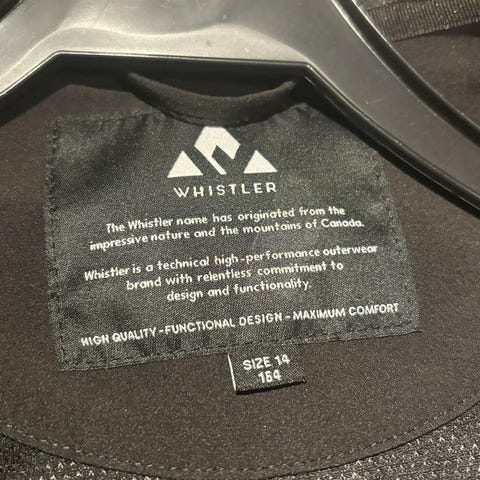 WHISTLER
The Whistler name has originated from the
impressive nature and the mountains of Canada.
Whistler is a technical high-performance outerwear
brand with relentless commitment to
design and functionality.
HIGH QUALITY - FUNCTIONAL DESIGN - MAXIMUM COMFORT
SIZE 14
164